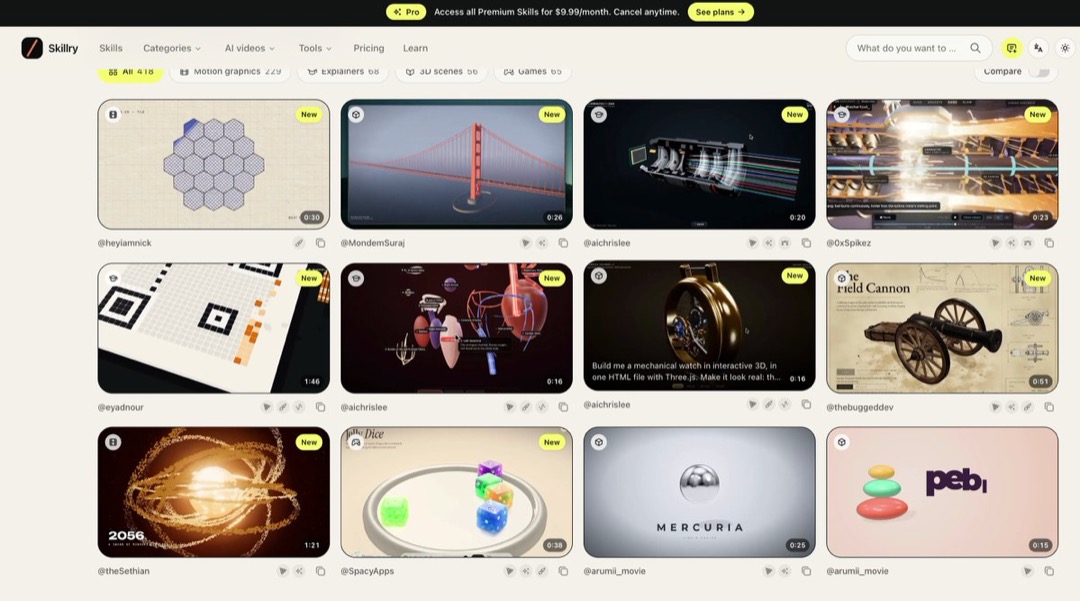 Pro Access all Premium Skills for $9.99/month. Cancel anytime. See plans →
Skillry Skills Categories AI videos Tools Pricing Learn What do you want to ...
All 418 Motion graphics 229 Explainers 68 3D scenes 56 Games 65 Compare
New New New New
0:30 0:26 0:20 0:23
@heyiamnick @MondemSuraj @aichrislee @0xSpikez
New New New The Field Cannon New
Build me a mechanical watch in interactive 3D, in
one HTML file with Three.js. Make it look real: th...
1:46 0:16 0:16 0:51
@eyadnour @aichrislee @aichrislee @thebuggeddev
New Jelly Dice New
2056 MERCURIA peb
1:21 0:38 0:25 0:15
@theSethian @SpacyApps @arumii_movie @arumii_movie